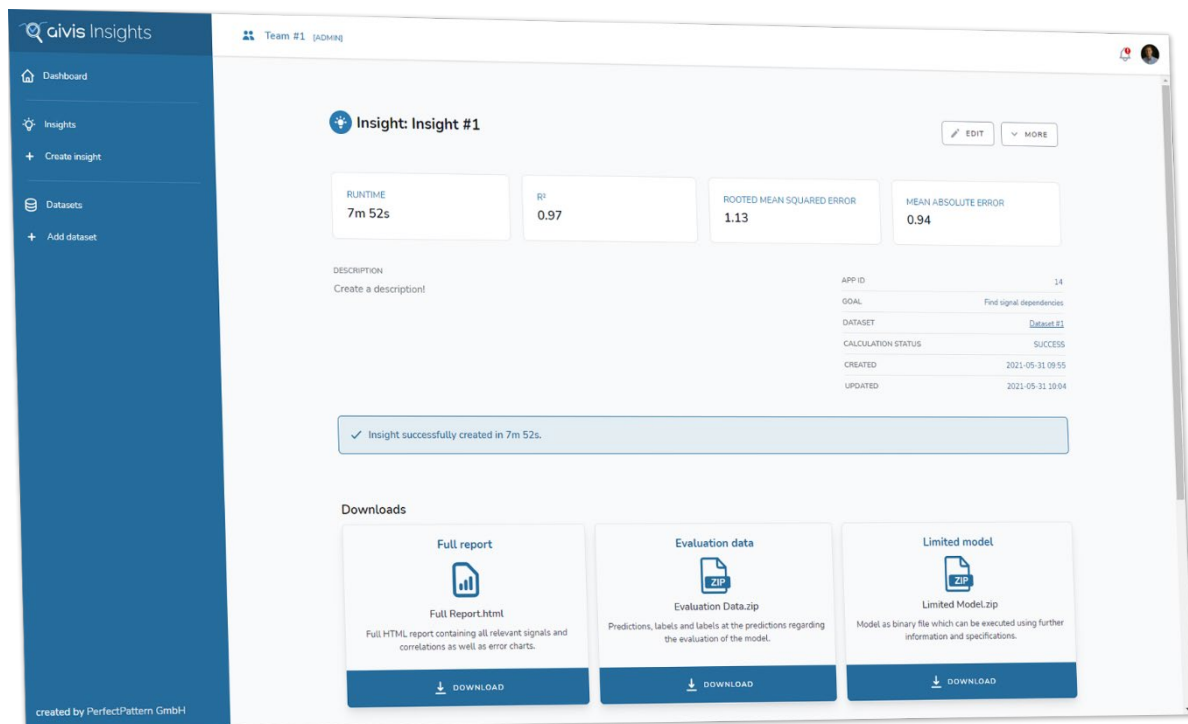 aivis Insights
Team #1 [ADMIN]
Dashboard
Insights
+ Create insight
Datasets
+ Add dataset
created by PerfectPattern GmbH
Insight: Insight #1
EDIT
MORE
RUNTIME
7m 52s
R²
0.97
ROOTED MEAN SQUARED ERROR
1.13
MEAN ABSOLUTE ERROR
0.94
DESCRIPTION
Create a description!
APP ID 14
GOAL Find signal dependencies
DATASET Dataset #1
CALCULATION STATUS SUCCESS
CREATED 2021-05-31 09:55
UPDATED 2021-05-31 10:04
Insight successfully created in 7m 52s.
Downloads
Full report
Full Report.html
Full HTML report containing all relevant signals and
correlations as well as error charts.
DOWNLOAD
Evaluation data
ZIP
Evaluation Data.zip
Predictions, labels and labels at the predictions regarding
the evaluation of the model.
DOWNLOAD
Limited model
ZIP
Limited Model.zip
Model as binary file which can be executed using further
information and specifications.
DOWNLOAD